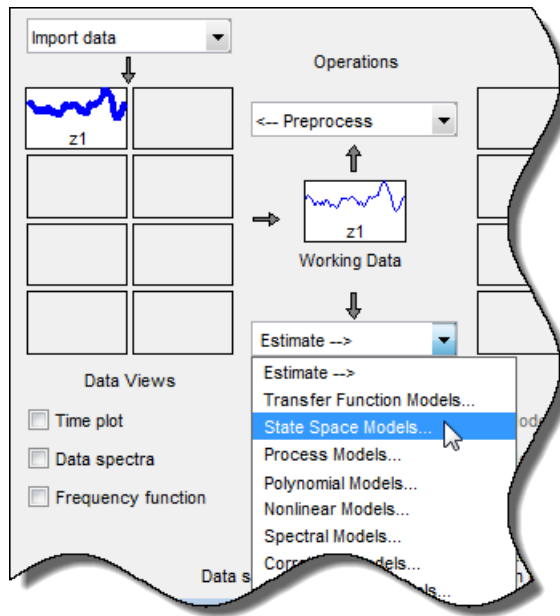 Import data
Operations
z1
<-- Preprocess
z1
Working Data
Estimate -->
Data Views
Estimate -->
Transfer Function Models...
Time plot
State Space Models...
Data spectra
Process Models...
Polynomial Models...
Frequency function
Nonlinear Models...
Spectral Models...
Data s